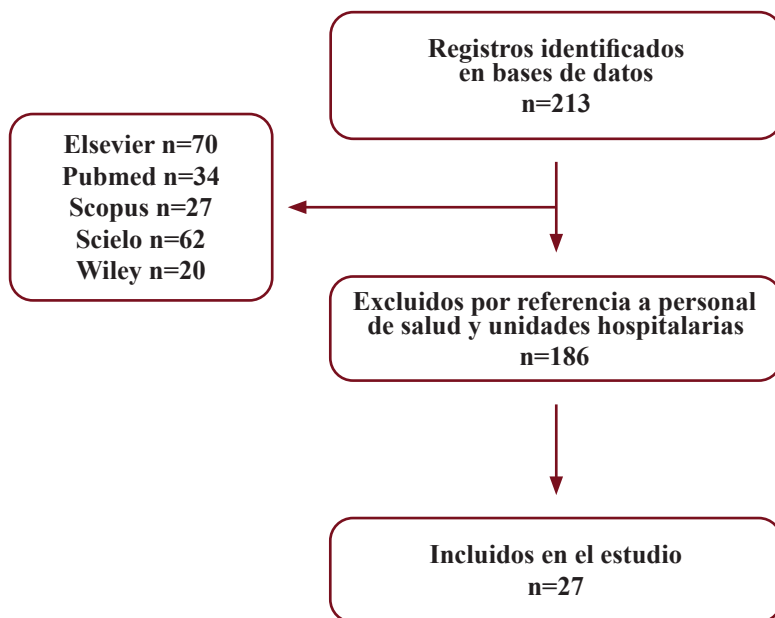 Registros identificados
en bases de datos
n=213
Elsevier n=70
Pubmed n=34
Scopus n=27
Scielo n=62
Wiley n=20
Excluidos por referencia a personal
de salud y unidades hospitalarias
n=186
Incluidos en el estudio
n=27